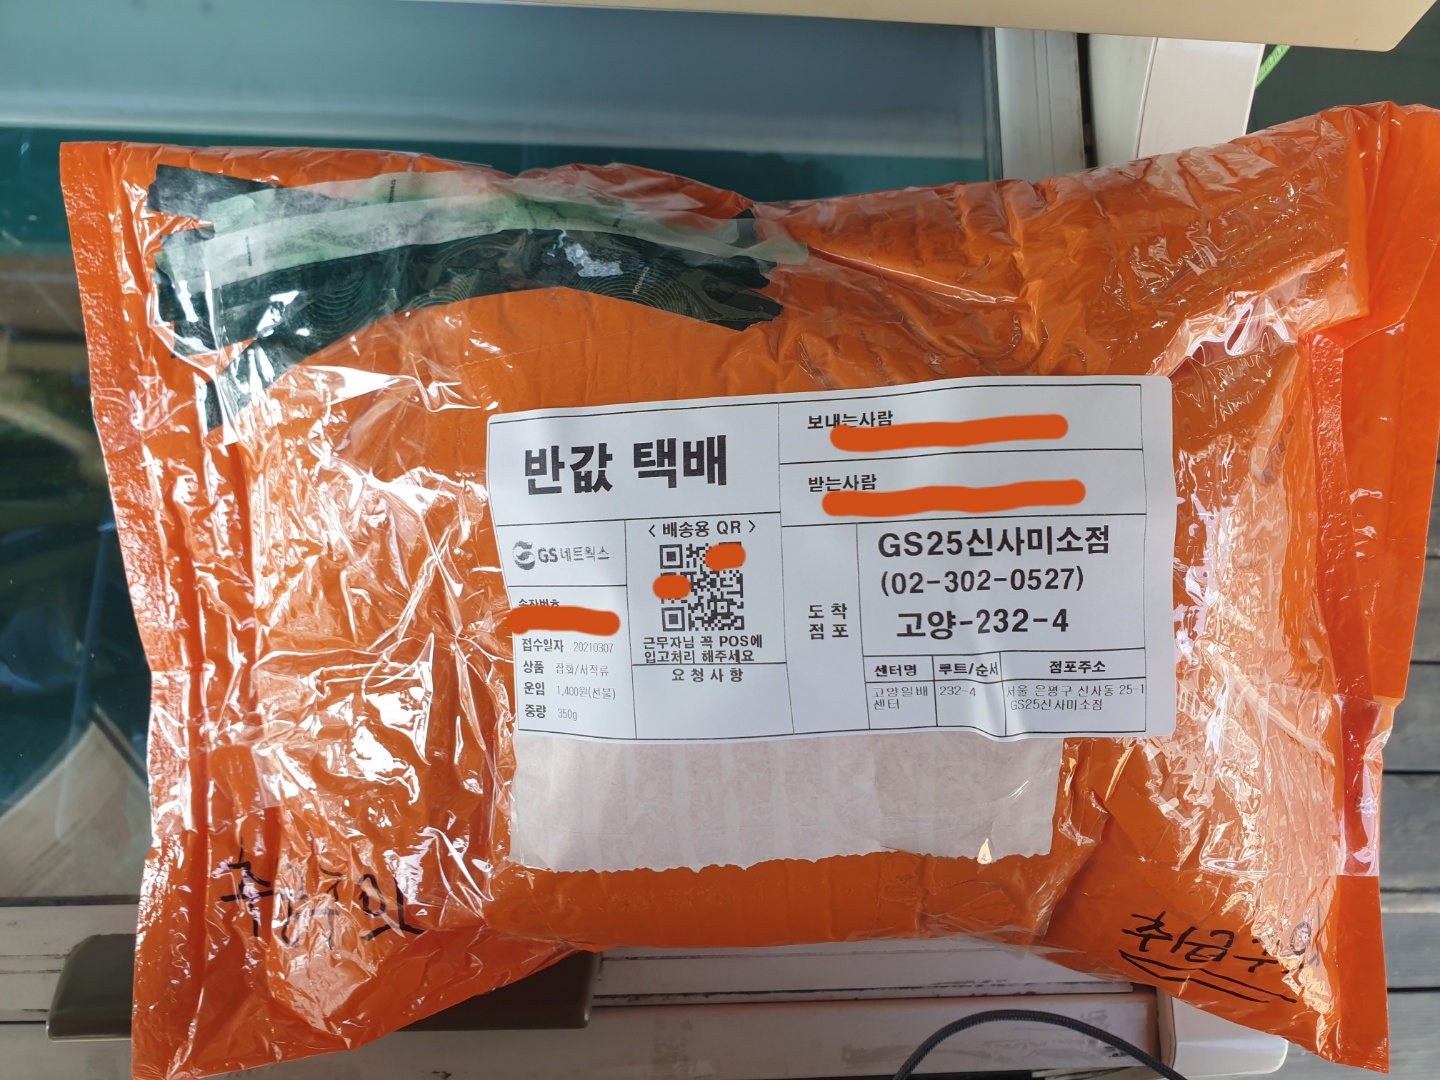 반값 택배
보내는사람
받는사람
GS네트웍스
< 배송용 QR >
근무자님 꼭 POS에
입고처리 해주세요
요청사항
송장번호
접수일자 20210307
상품 잡화/서적류
운임 1,400원(선불)
중량 350g
도착
점포
GS25신사미소점
(02-302-0527)
고양-232-4
센터명 루트/순서 점포주소
고양일배
센터
232-4
서울 은평구 신사동 25-1
GS25신사미소점
취급주의
취급주의